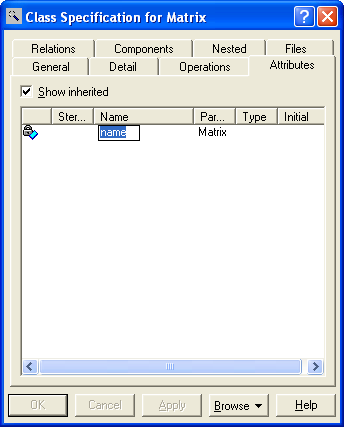 Class Specification for Matrix
Relations Components Nested Files
General Detail Operations Attributes
Show inherited
Ster... Name Par... Type Initial
name Matrix
OK Cancel Apply Browse Help